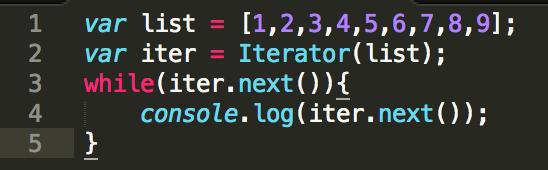 1 var list = [1,2,3,4,5,6,7,8,9];
2 var iter = Iterator(list);
3 while(iter.next()){
4     console.log(iter.next());
5 }